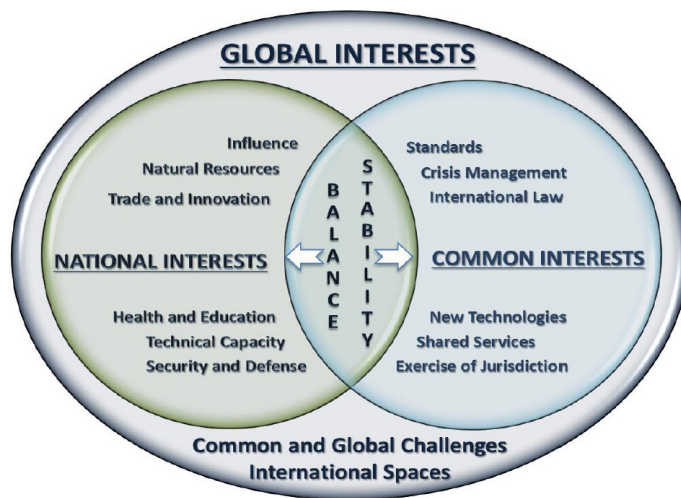 GLOBAL INTERESTS
Influence
Natural Resources
Trade and Innovation
NATIONAL INTERESTS
Health and Education
Technical Capacity
Security and Defense
BALANCE
STABILITY
Standards
Crisis Management
International Law
COMMON INTERESTS
New Technologies
Shared Services
Exercise of Jurisdiction
Common and Global Challenges
International Spaces